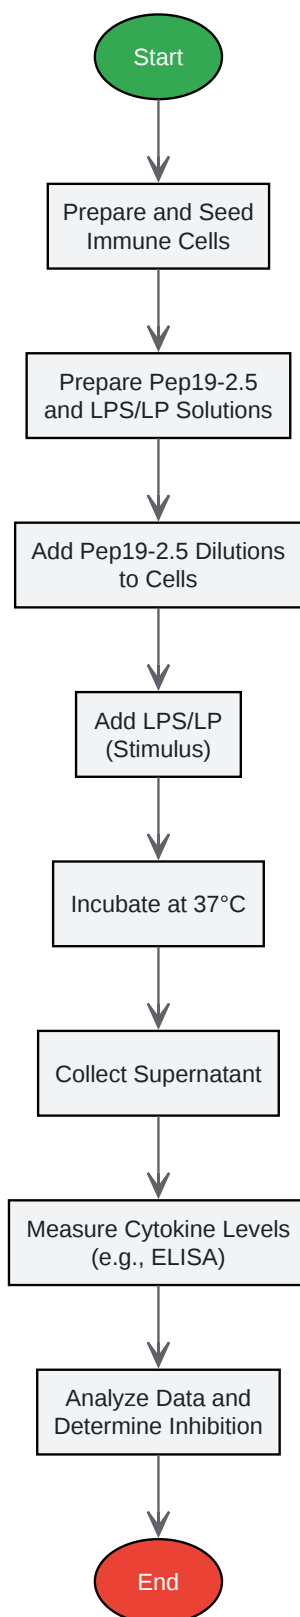 Start
Prepare and Seed
Immune Cells
Prepare Pep19-2.5
and LPS/LP Solutions
Add Pep19-2.5 Dilutions
to Cells
Add LPS/LP
(Stimulus)
Incubate at 37°C
Collect Supernatant
Measure Cytokine Levels
(e.g., ELISA)
Analyze Data and
Determine Inhibition
End